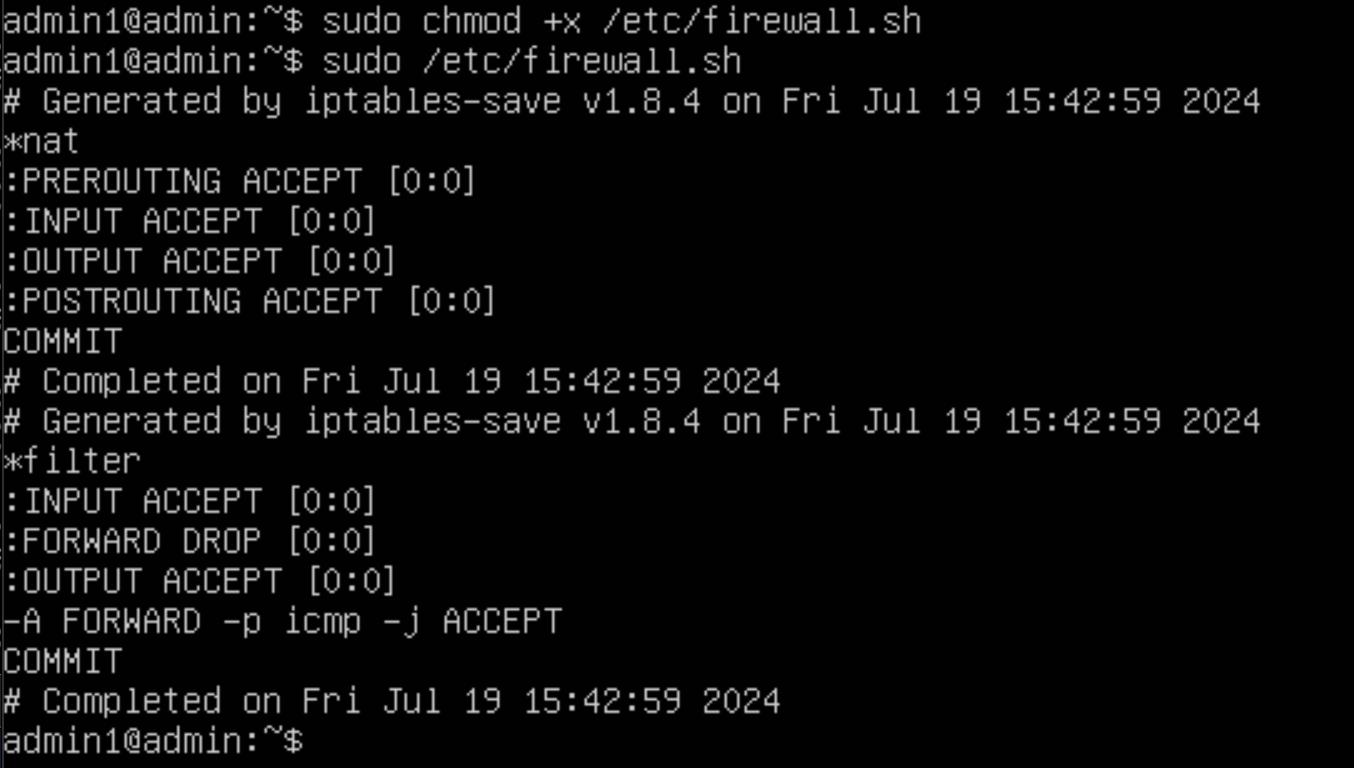 admin1@admin:~$ sudo chmod +x /etc/firewall.sh
admin1@admin:~$ sudo /etc/firewall.sh
# Generated by iptables-save v1.8.4 on Fri Jul 19 15:42:59 2024
*nat
:PREROUTING ACCEPT [0:0]
:INPUT ACCEPT [0:0]
:OUTPUT ACCEPT [0:0]
:POSTROUTING ACCEPT [0:0]
COMMIT
# Completed on Fri Jul 19 15:42:59 2024
# Generated by iptables-save v1.8.4 on Fri Jul 19 15:42:59 2024
*filter
:INPUT ACCEPT [0:0]
:FORWARD DROP [0:0]
:OUTPUT ACCEPT [0:0]
-A FORWARD -p icmp -j ACCEPT
COMMIT
# Completed on Fri Jul 19 15:42:59 2024
admin1@admin:~$